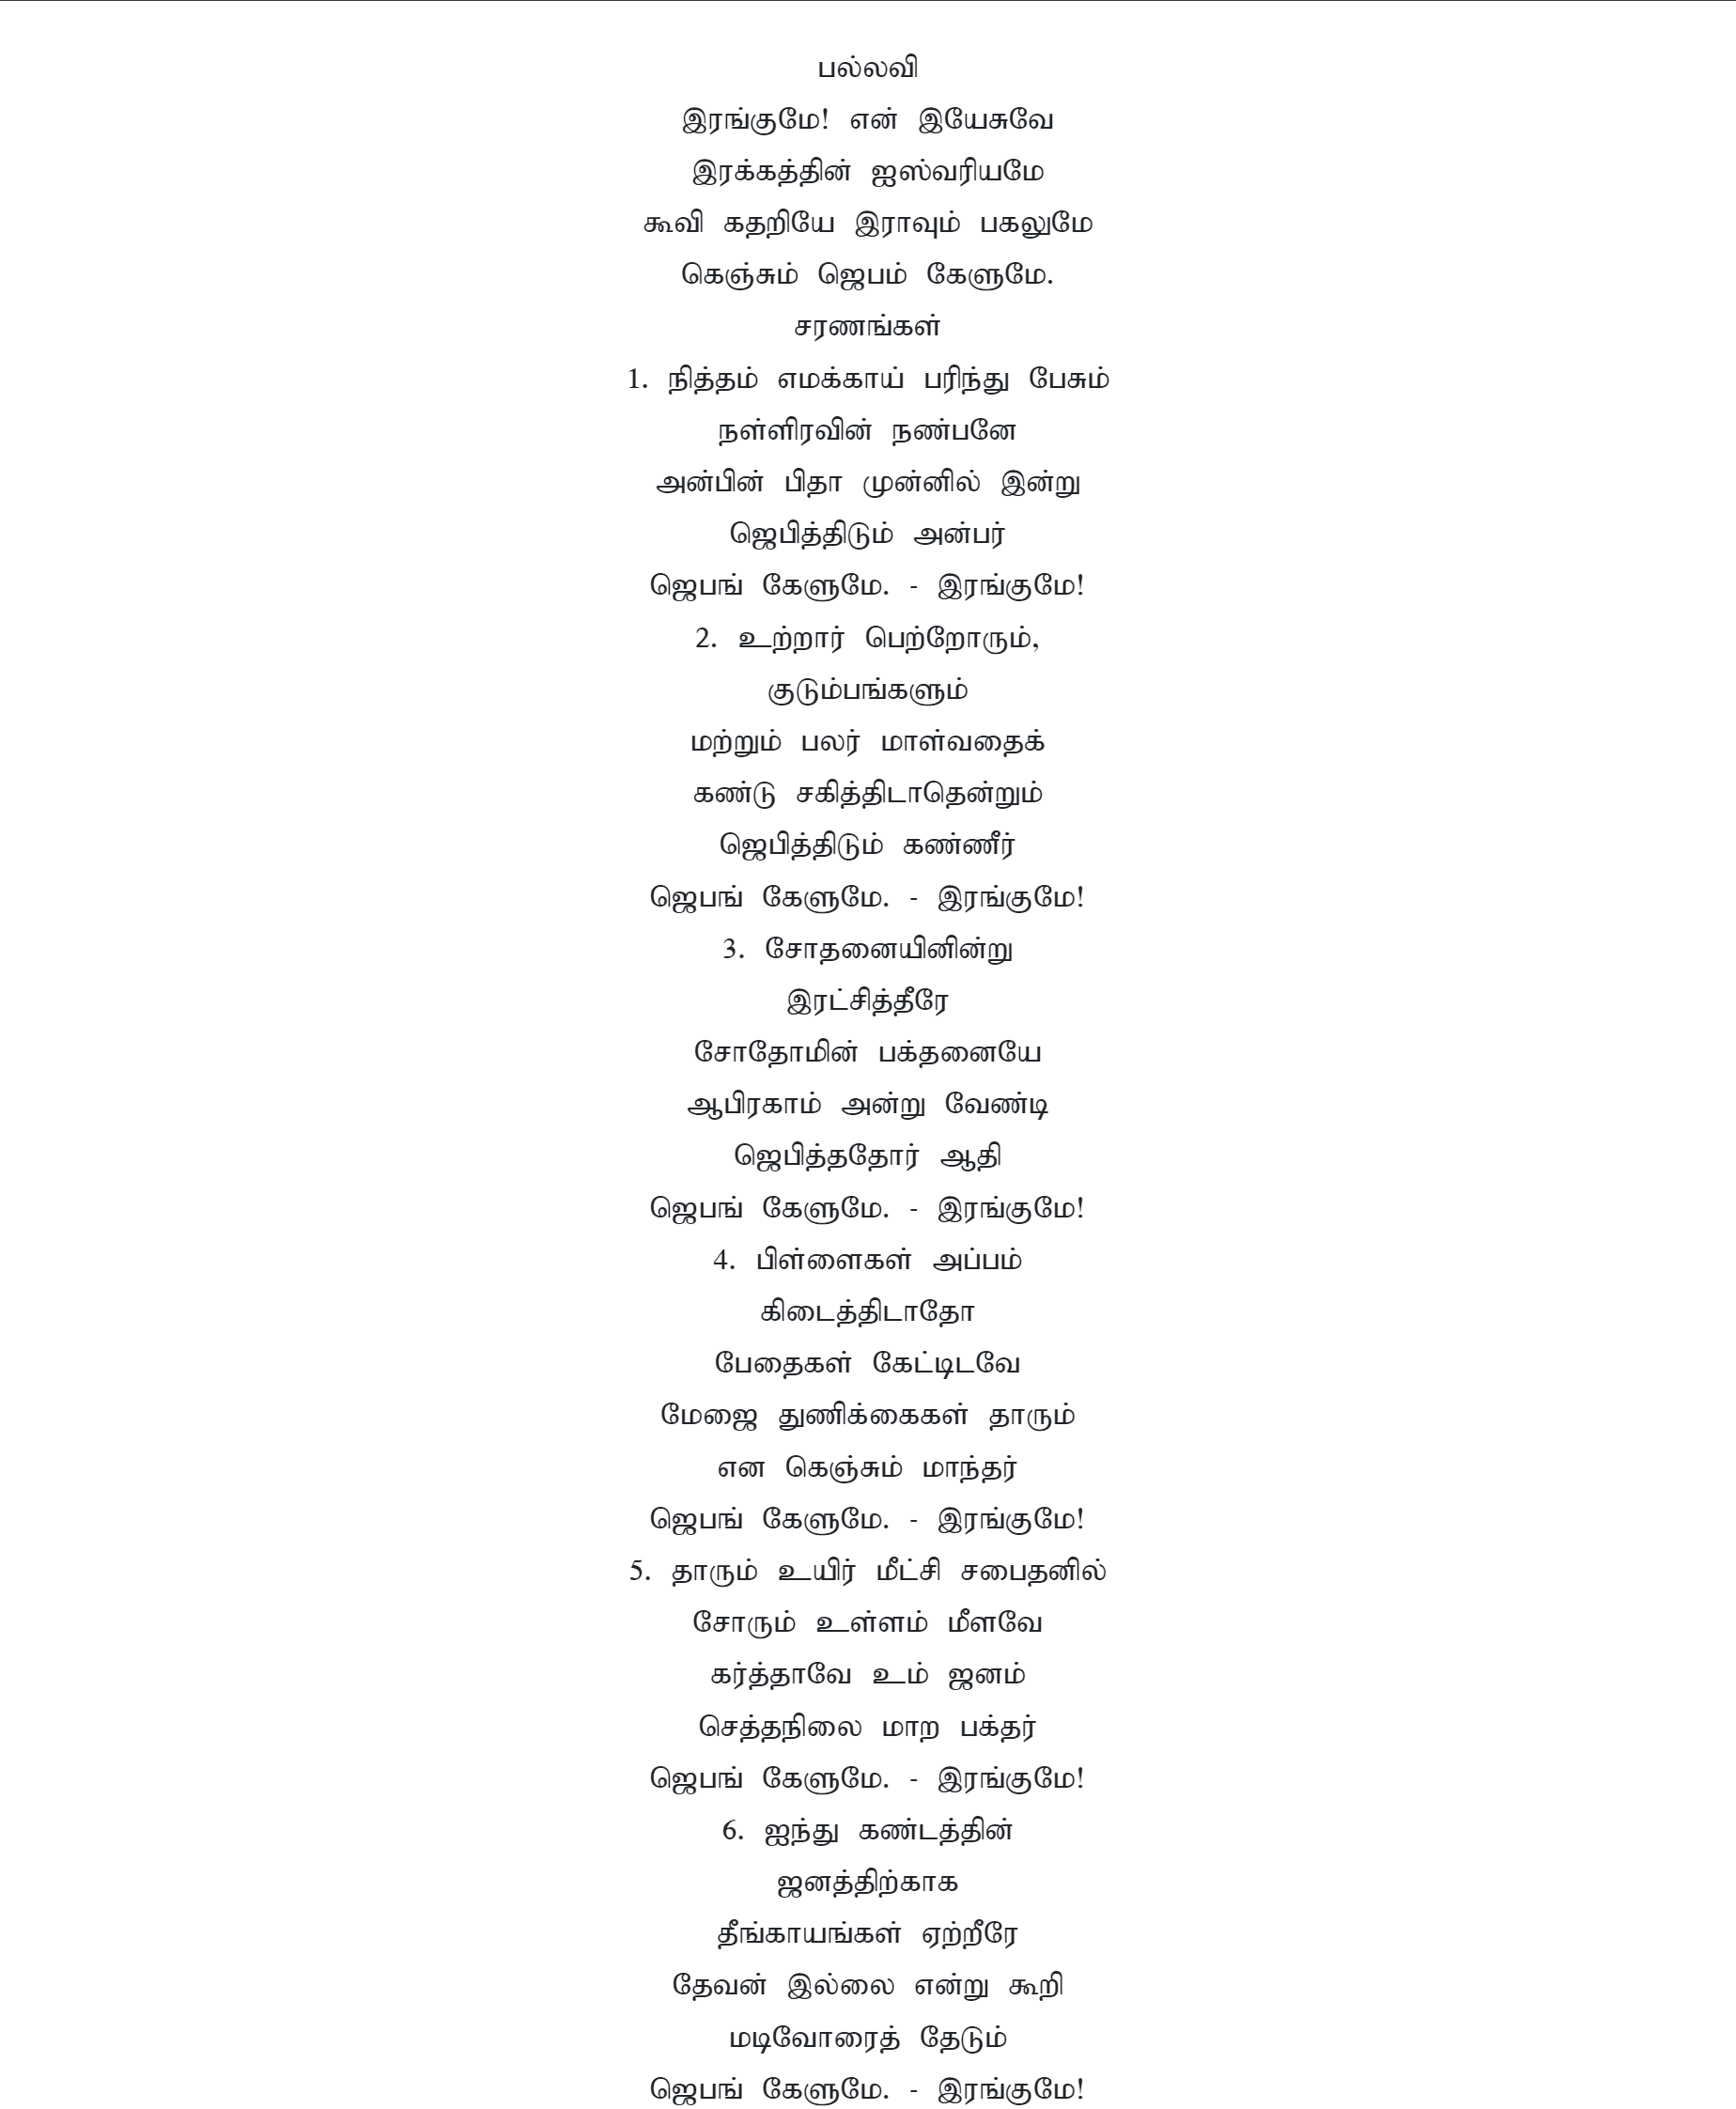 பல்லவி
இரங்குமே! என் இயேசுவே
இரக்கத்தின் ஐஸ்வரியமே
கூவி கதறியே இராவும் பகலுமே
கெஞ்சும் ஜெபம் கேளுமே.
சரணங்கள்
1. நித்தம் எமக்காய் பரிந்து பேசும்
நள்ளிரவின் நண்பனே
அன்பின் பிதா முன்னில் இன்று
ஜெபித்திடும் அன்பர்
ஜெபங் கேளுமே. - இரங்குமே!
2. உற்றார் பெற்றோரும்,
குடும்பங்களும்
மற்றும் பலர் மாள்வதைக்
கண்டு சகித்திடாதென்றும்
ஜெபித்திடும் கண்ணீர்
ஜெபங் கேளுமே. - இரங்குமே!
3. சோதனையினின்று
இரட்சித்தீரே
சோதோமின் பக்தனையே
ஆபிரகாம் அன்று வேண்டி
ஜெபித்ததோர் ஆதி
ஜெபங் கேளுமே. - இரங்குமே!
4. பிள்ளைகள் அப்பம்
கிடைத்திடாதோ
பேதைகள் கேட்டிடவே
மேஜை துணிக்கைகள் தாரும்
என கெஞ்சும் மாந்தர்
ஜெபங் கேளுமே. - இரங்குமே!
5. தாரும் உயிர் மீட்சி சபைதனில்
சோரும் உள்ளம் மீளவே
கர்த்தாவே உம் ஜனம்
செத்தநிலை மாற பக்தர்
ஜெபங் கேளுமே. - இரங்குமே!
6. ஐந்து கண்டத்தின்
ஜனத்திற்காக
தீங்காயங்கள் ஏற்றீரே
தேவன் இல்லை என்று கூறி
மடிவோரைத் தேடும்
ஜெபங் கேளுமே. - இரங்குமே!